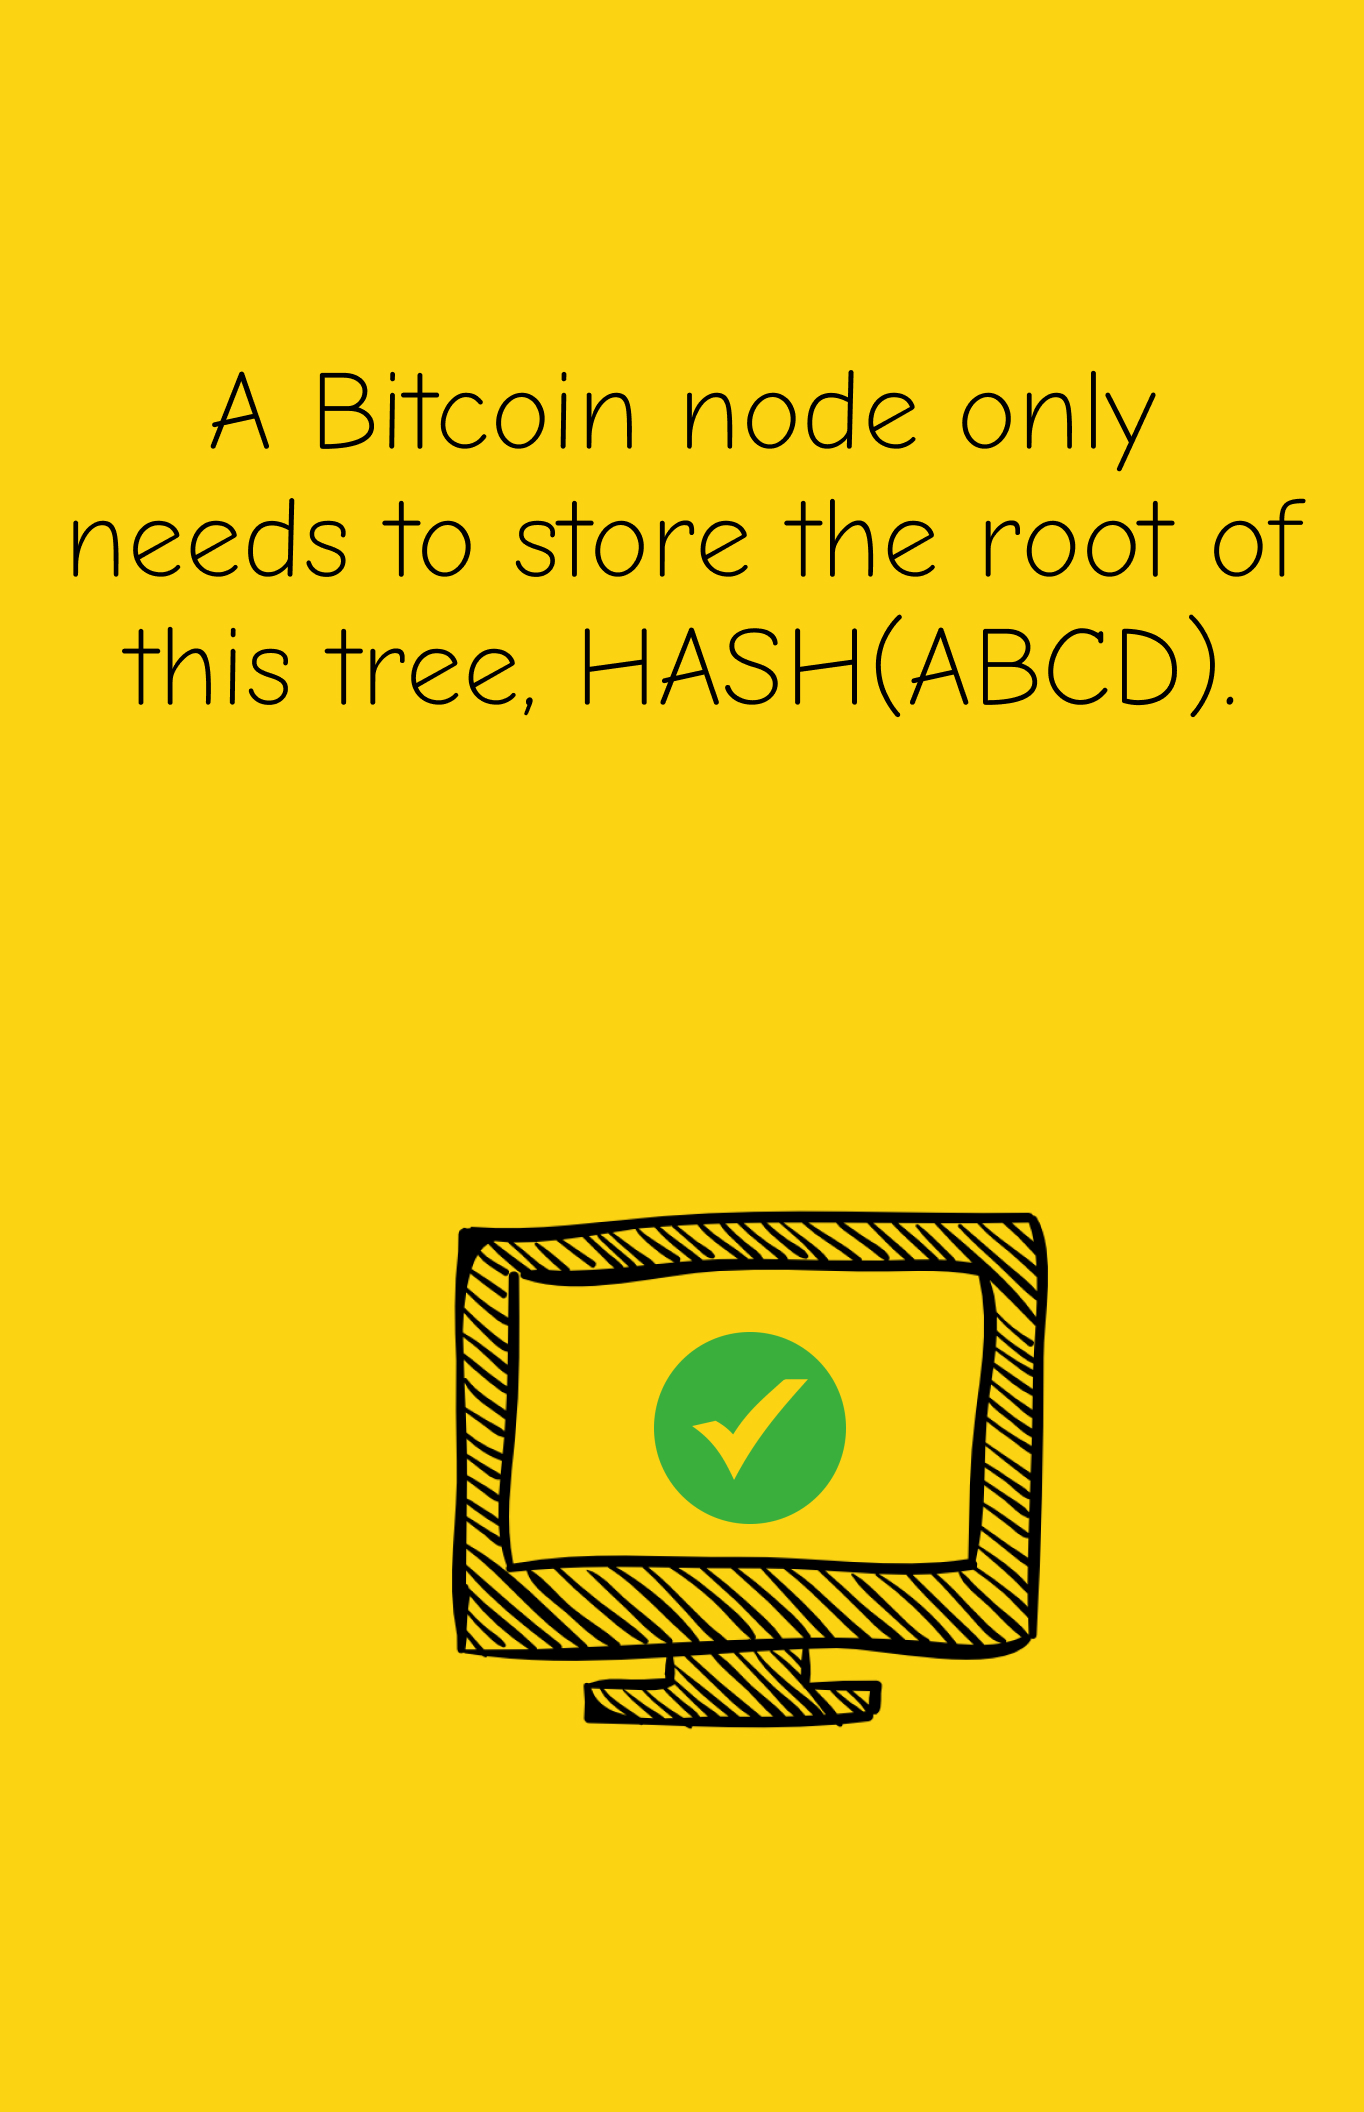 A Bitcoin node only
needs to store the root of
this tree, HASH(ABCD).